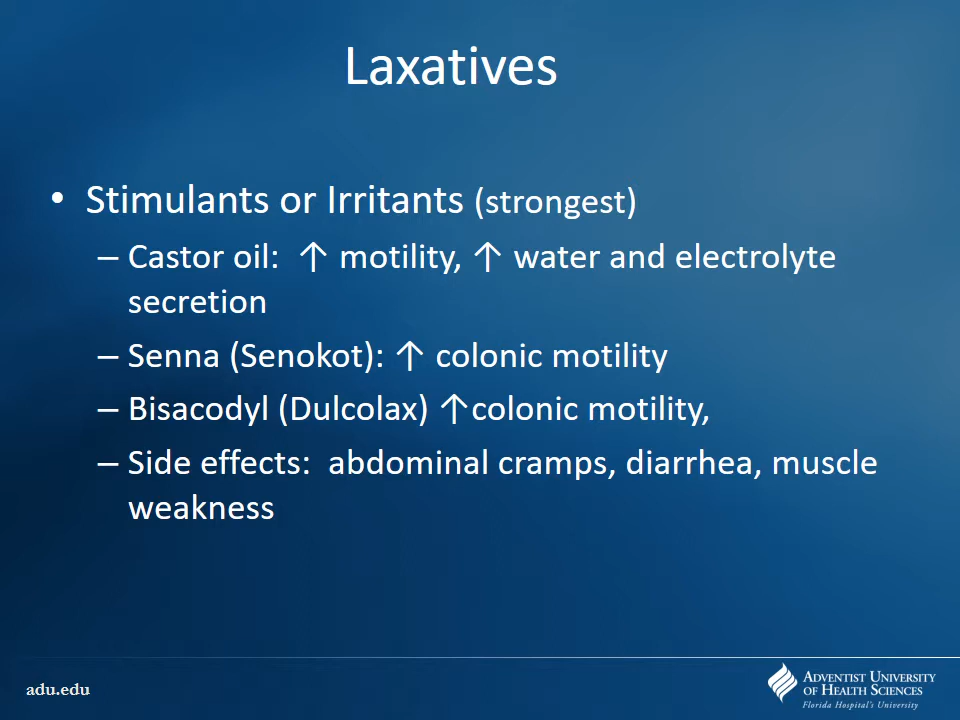 Laxatives
• Stimulants or Irritants (strongest)
– Castor oil: ↑ motility, ↑ water and electrolyte
secretion
– Senna (Senokot): ↑ colonic motility
– Bisacodyl (Dulcolax) ↑colonic motility,
– Side effects: abdominal cramps, diarrhea, muscle
weakness
adu.edu
ADVENTIST UNIVERSITY
OF HEALTH SCIENCES
Florida Hospital's University